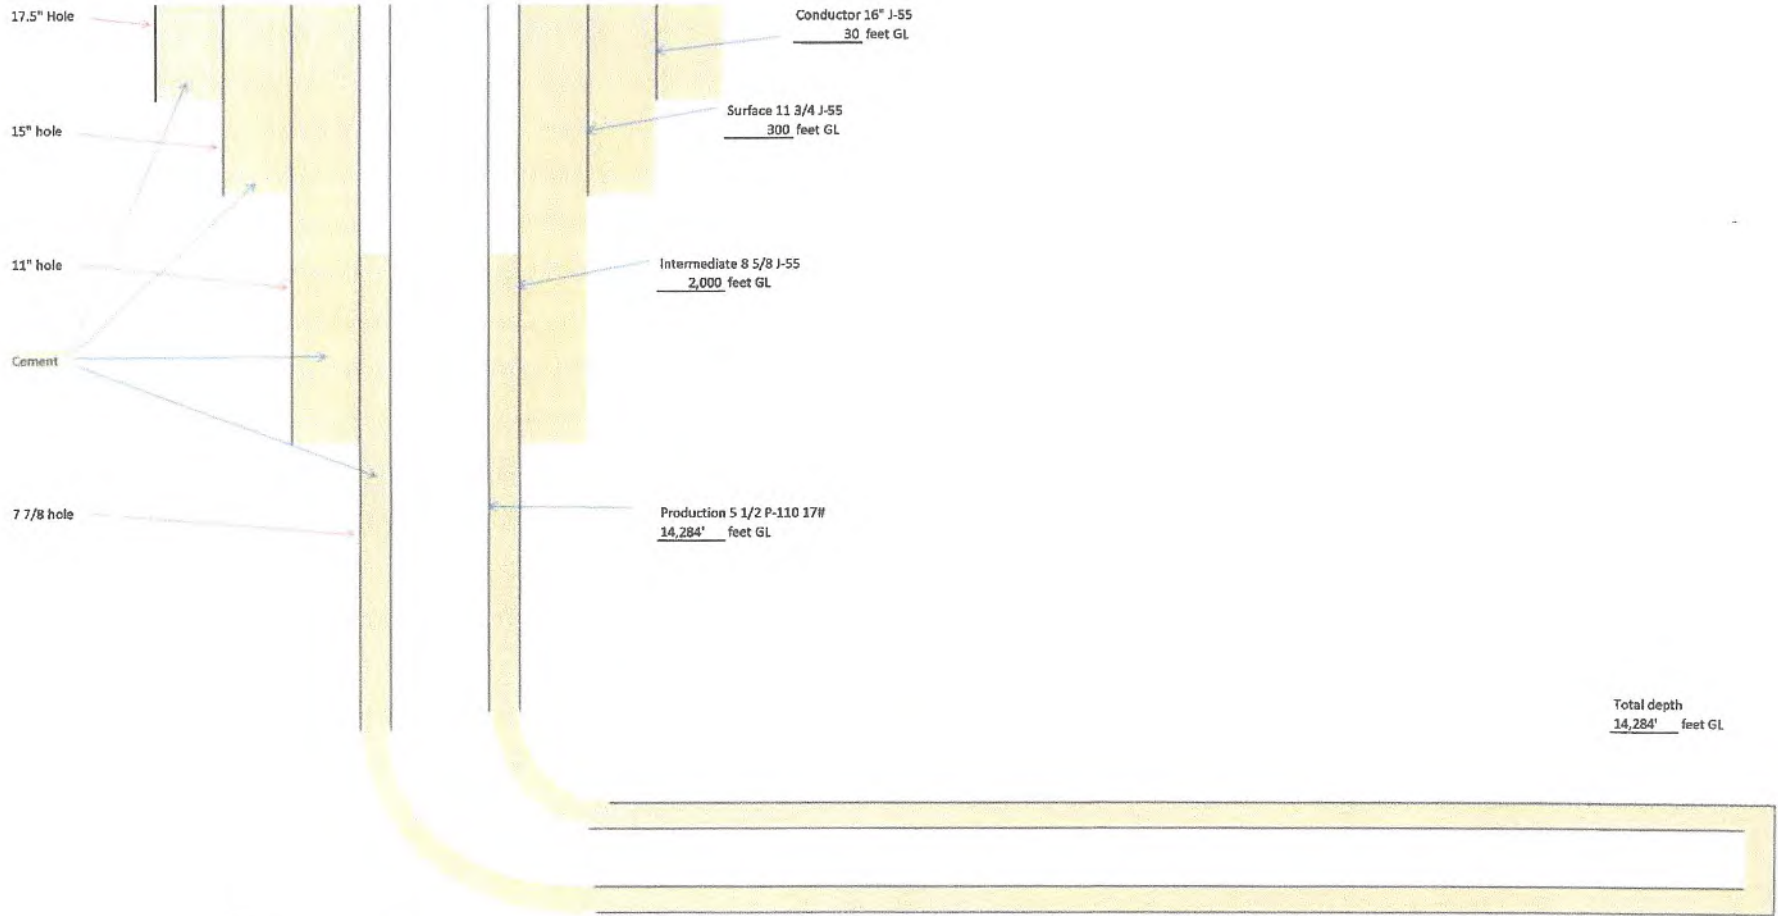 17.5" Hole
Conductor 16" J-55
30 feet GL
Surface 11 3/4 J-55
300 feet GL
15" hole
Intermediate 8 5/8 J-55
2,000 feet GL
11" hole
Cement
Production 5 1/2 P-110 17#
14,284' feet GL
7 7/8 hole
Total depth
14,284' feet GL